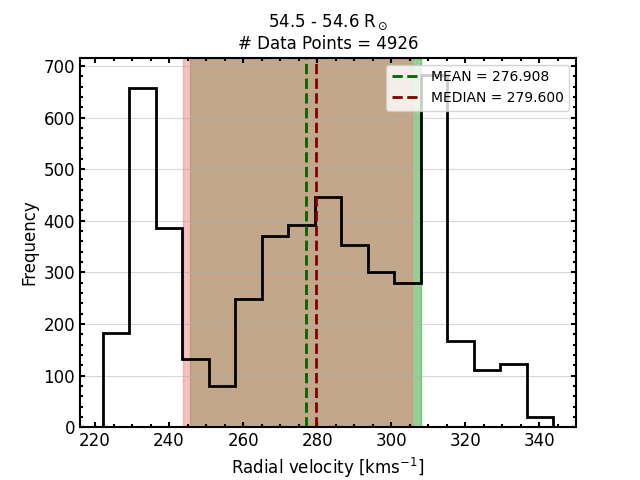 54.5 - 54.6 R⊙
# Data Points = 4926
MEAN = 276.908
MEDIAN = 279.600
Frequency
700
600
500
400
300
200
100
0
220 240 260 280 300 320 340
Radial velocity [kms⁻¹]